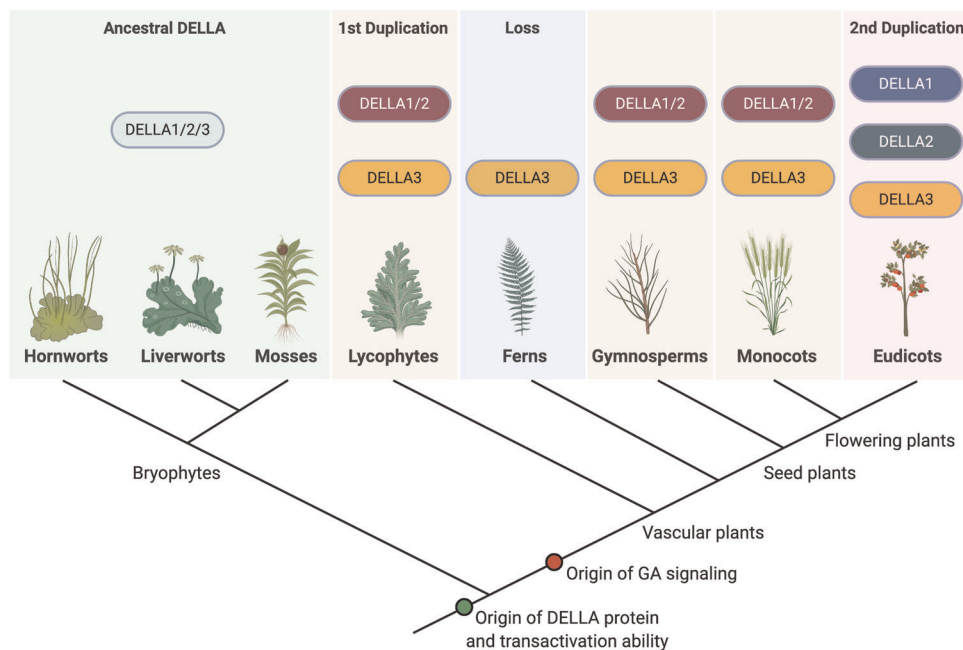 Ancestral DELLA
1st Duplication
Loss
2nd Duplication
DELLA1/2/3
DELLA1/2
DELLA3
DELLA3
DELLA1/2
DELLA3
DELLA1/2
DELLA3
DELLA1
DELLA2
DELLA3
Hornworts
Liverworts
Mosses
Lycophytes
Ferns
Gymnosperms
Monocots
Eudicots
Flowering plants
Bryophytes
Seed plants
Vascular plants
Origin of GA signaling
Origin of DELLA protein
and transactivation ability